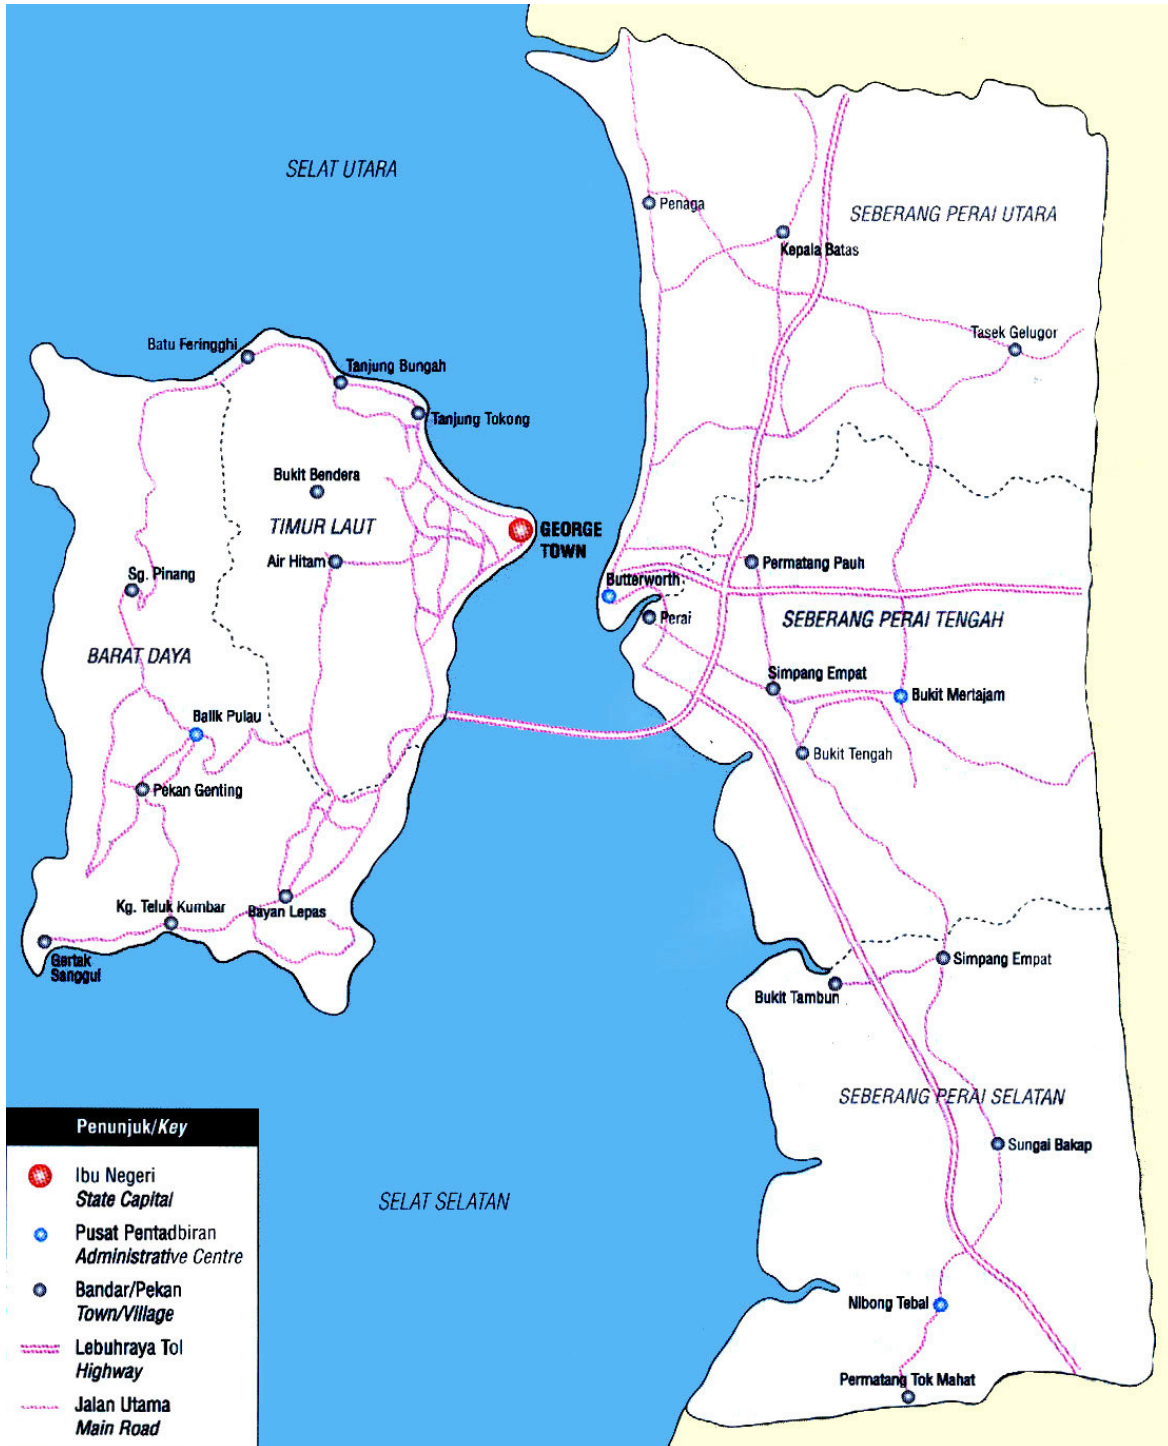 SELAT UTARA
Penaga
SEBERANG PERAI UTARA
Kepala Batas
Tasek Gelugor
Batu Feringghi
Tanjung Bungah
Tanjung Tokong
Bukit Bendera
TIMUR LAUT
GEORGE
TOWN
Air Hitam
Sg. Pinang
Permatang Pauh
Butterworth
Perai
SEBERANG PERAI TENGAH
BARAT DAYA
Simpang Empat
Bukit Mertajam
Balik Pulau
Bukit Tengah
Pekan Genting
Kg. Teluk Kumbar
Bayan Lepas
Gertak
Sanggul
Simpang Empat
Bukit Tambun
SEBERANG PERAI SELATAN
Sungai Bakap
SELAT SELATAN
Nibong Tebal
Permatang Tok Mahat
Penunjuk/Key
Ibu Negeri
State Capital
Pusat Pentadbiran
Administrative Centre
Bandar/Pekan
Town/Village
Lebuhraya Tol
Highway
Jalan Utama
Main Road